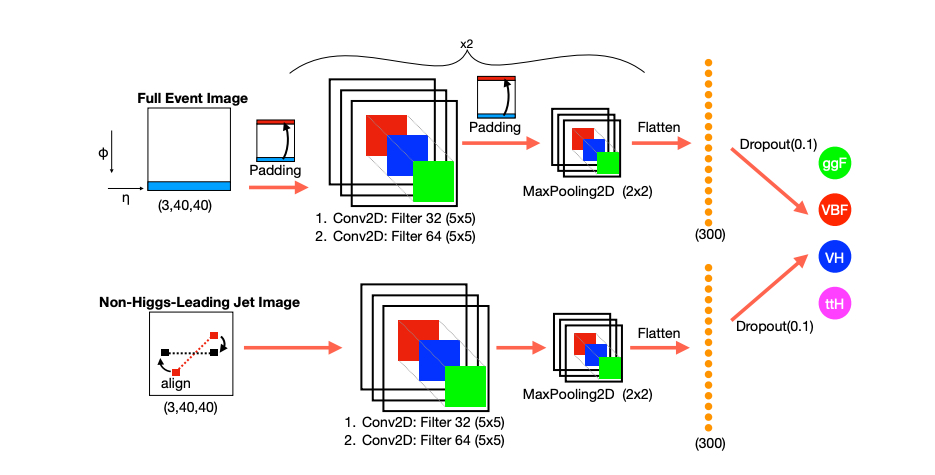 x2
Full Event Image
Padding
Padding
Flatten
Dropout(0.1)
ϕ
η
(3,40,40)
MaxPooling2D (2x2)
1. Conv2D: Filter 32 (5x5)
2. Conv2D: Filter 64 (5x5)
(300)
ggF
VBF
VH
ttH
Non-Higgs-Leading Jet Image
align
(3,40,40)
Flatten
Dropout(0.1)
MaxPooling2D (2x2)
1. Conv2D: Filter 32 (5x5)
2. Conv2D: Filter 64 (5x5)
(300)